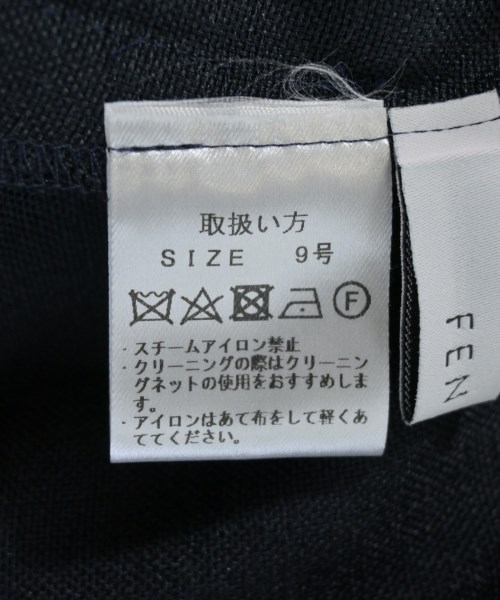 取扱い方
SIZE 9号
F
・スチームアイロン禁止
・クリーニングの際はクリーニン
グネットの使用をおすすめしま
す。
・アイロンはあて布をして軽くあ
ててください。
FEN